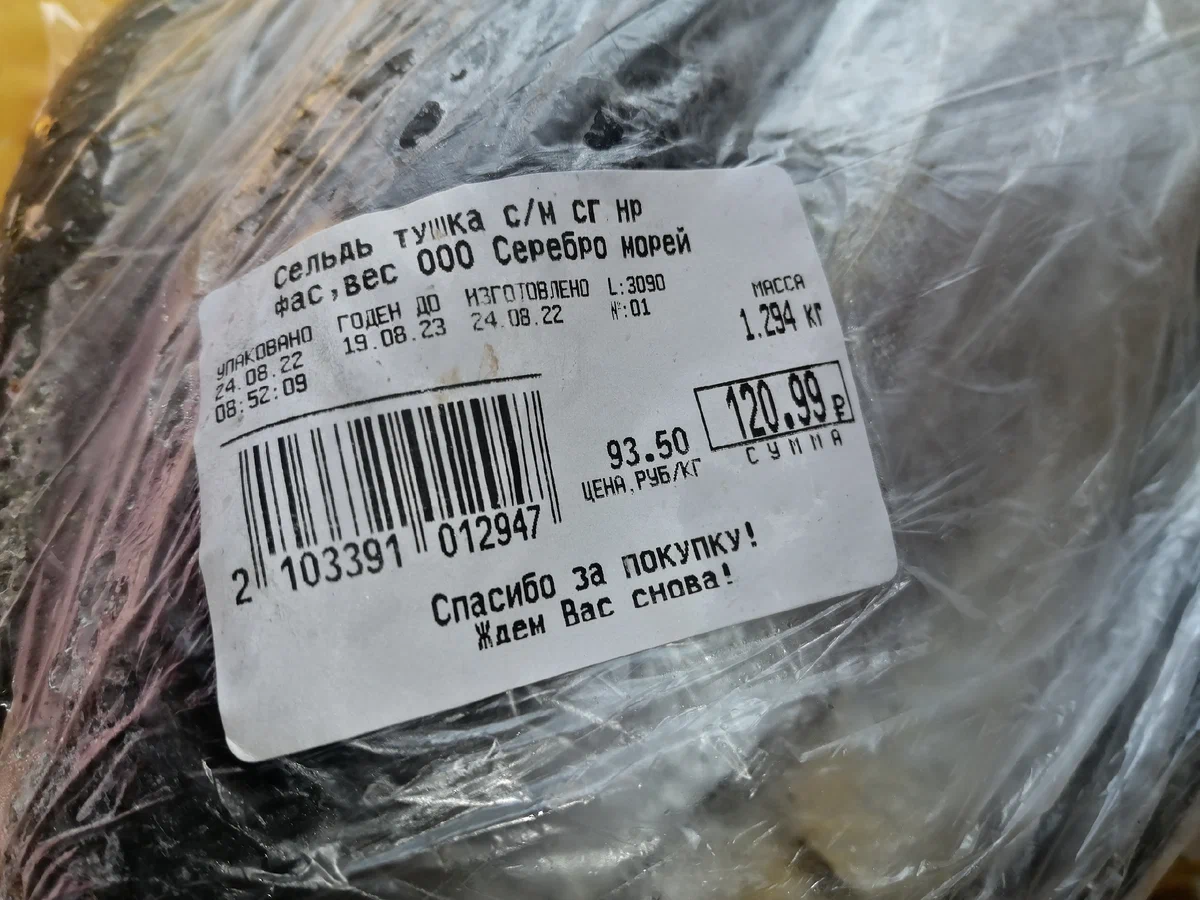 Сельдь тушка с/м сг нр
фас,вес ООО Серебро морей
УПАКОВАНО ГОДЕН ДО ИЗГОТОВЛЕНО L:3090
24.08.22 19.08.23 24.08.22 №:01
08:52:09
МАССА
1.294 кг
120.99 ₽
СУММА
93.50
ЦЕНА,РУБ/КГ
2 103391 012947
Спасибо за покупку!
Ждем Вас снова!